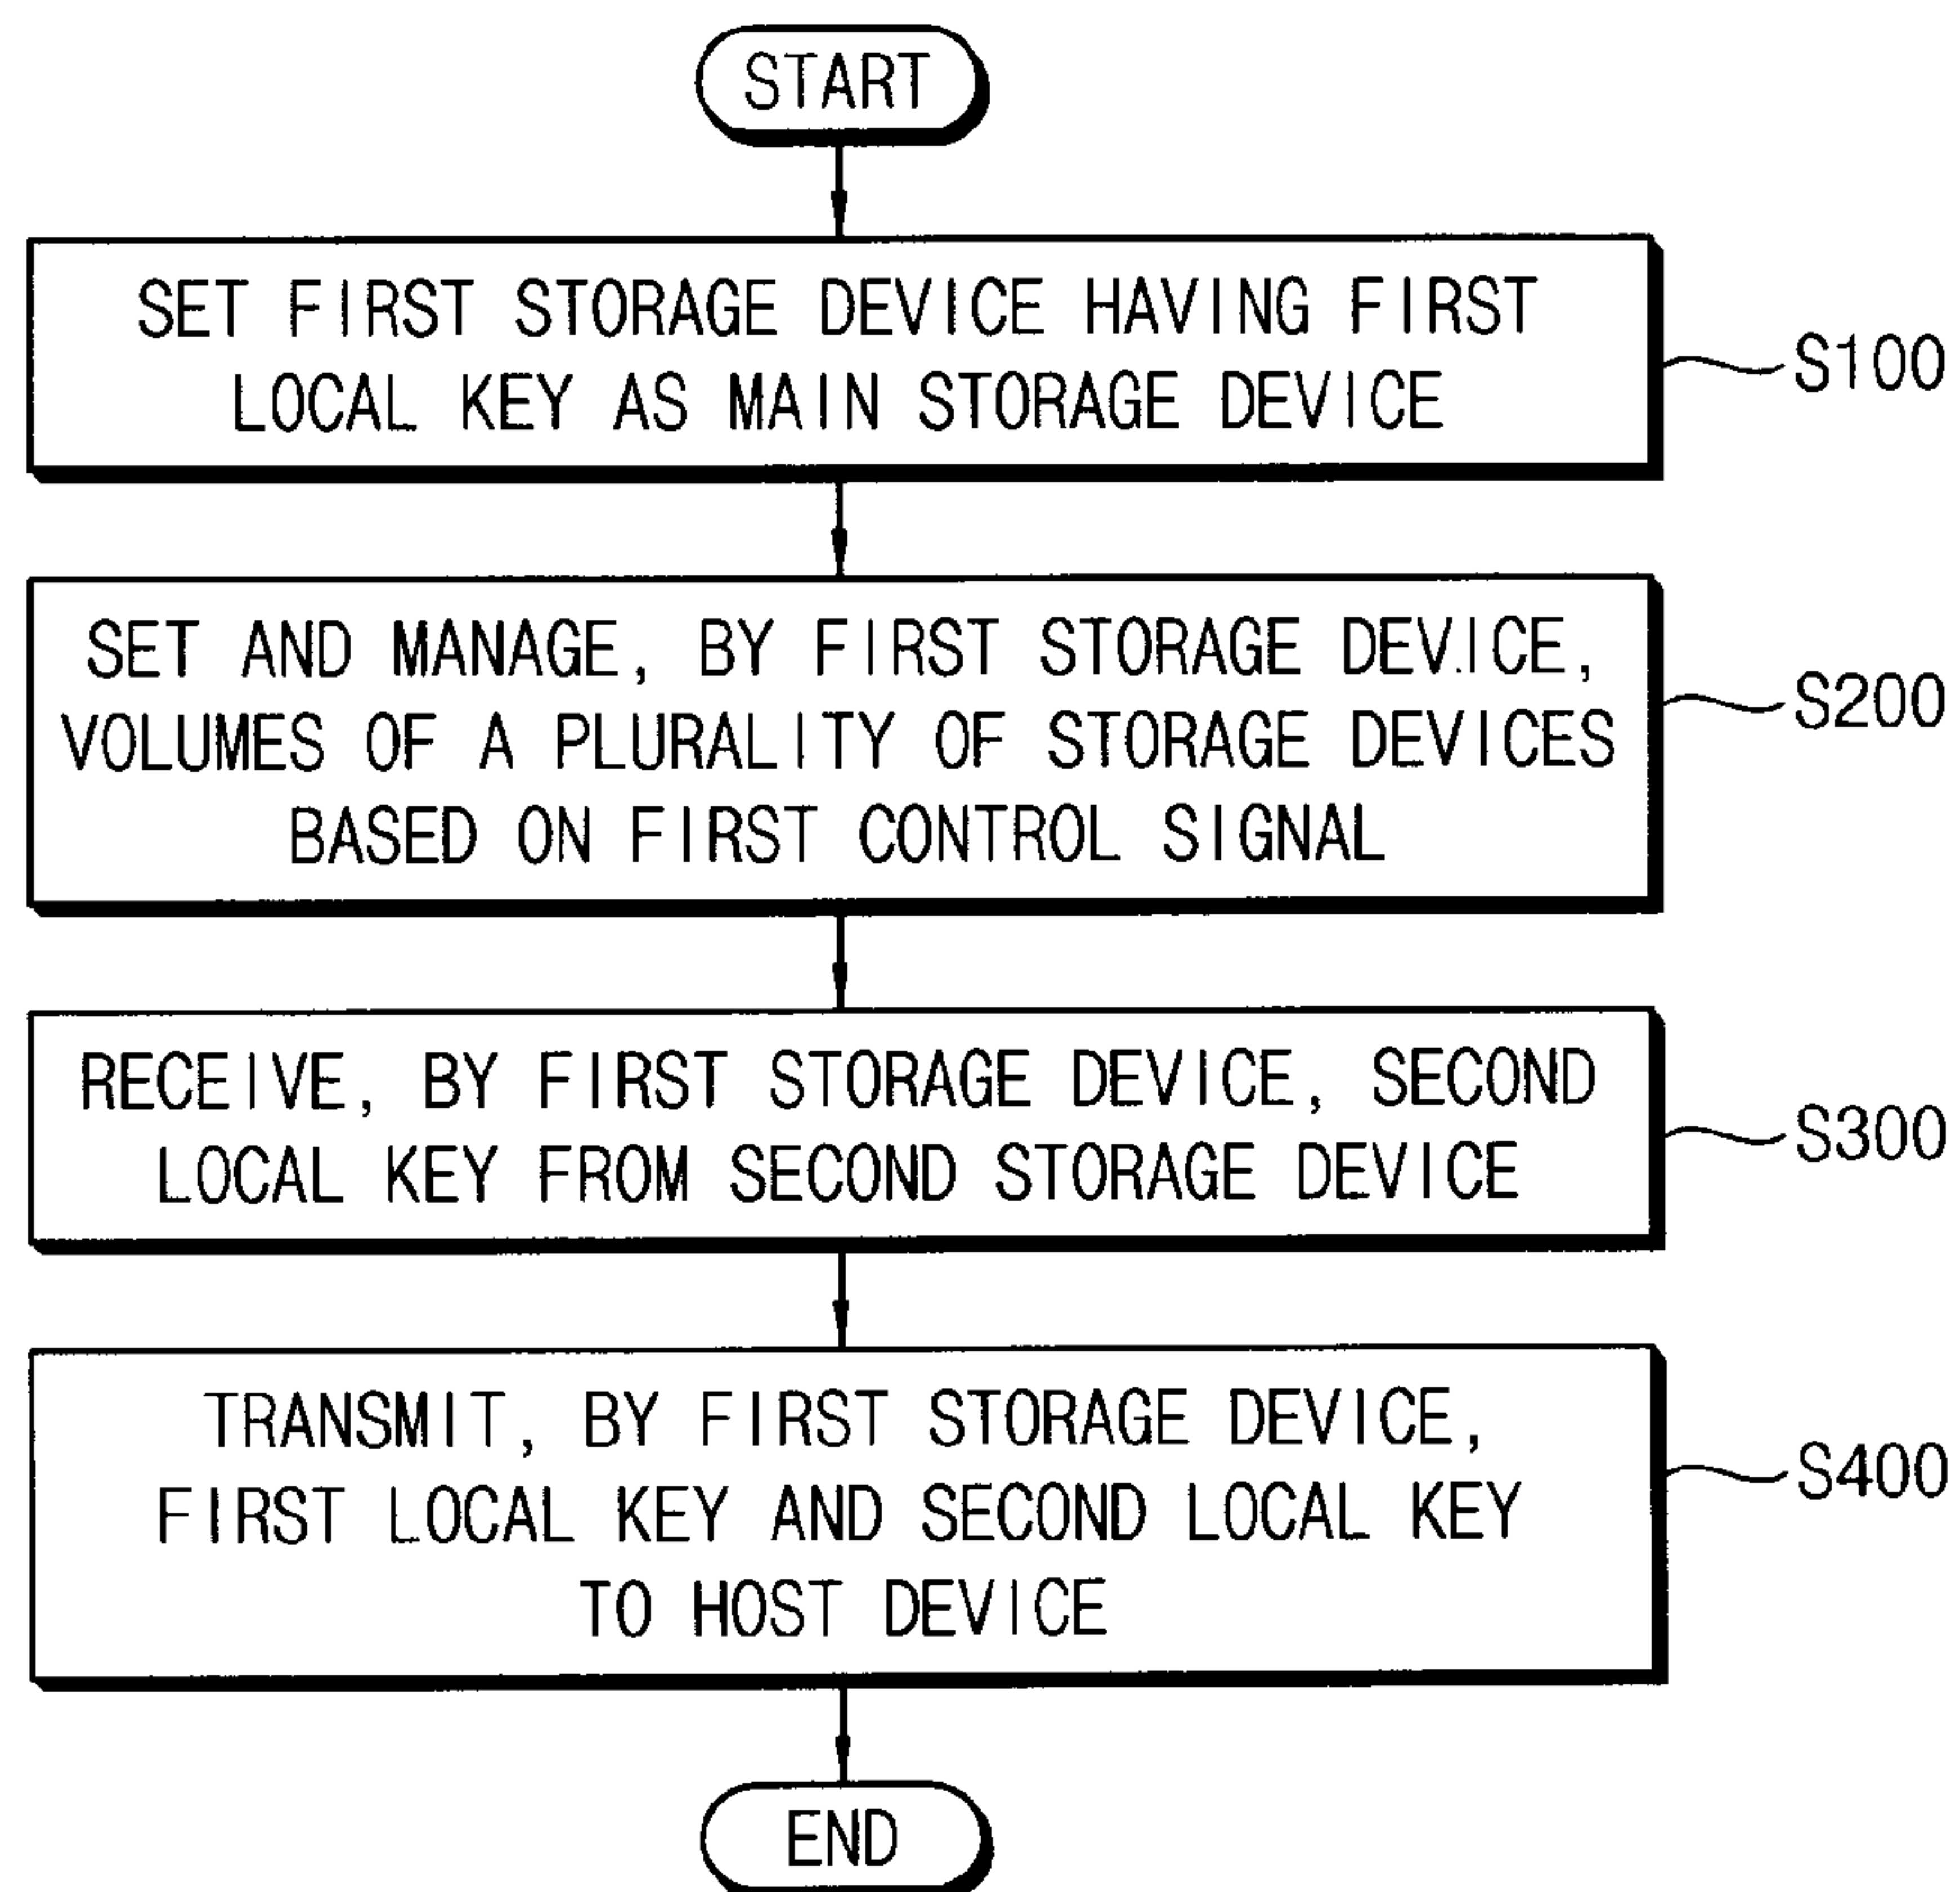 START
SET FIRST STORAGE DEVICE HAVING FIRST
LOCAL KEY AS MAIN STORAGE DEVICE
S100
SET AND MANAGE, BY FIRST STORAGE DEVICE,
VOLUMES OF A PLURALITY OF STORAGE DEVICES
BASED ON FIRST CONTROL SIGNAL
S200
RECEIVE, BY FIRST STORAGE DEVICE, SECOND
LOCAL KEY FROM SECOND STORAGE DEVICE
S300
TRANSMIT, BY FIRST STORAGE DEVICE,
FIRST LOCAL KEY AND SECOND LOCAL KEY
TO HOST DEVICE
S400
END